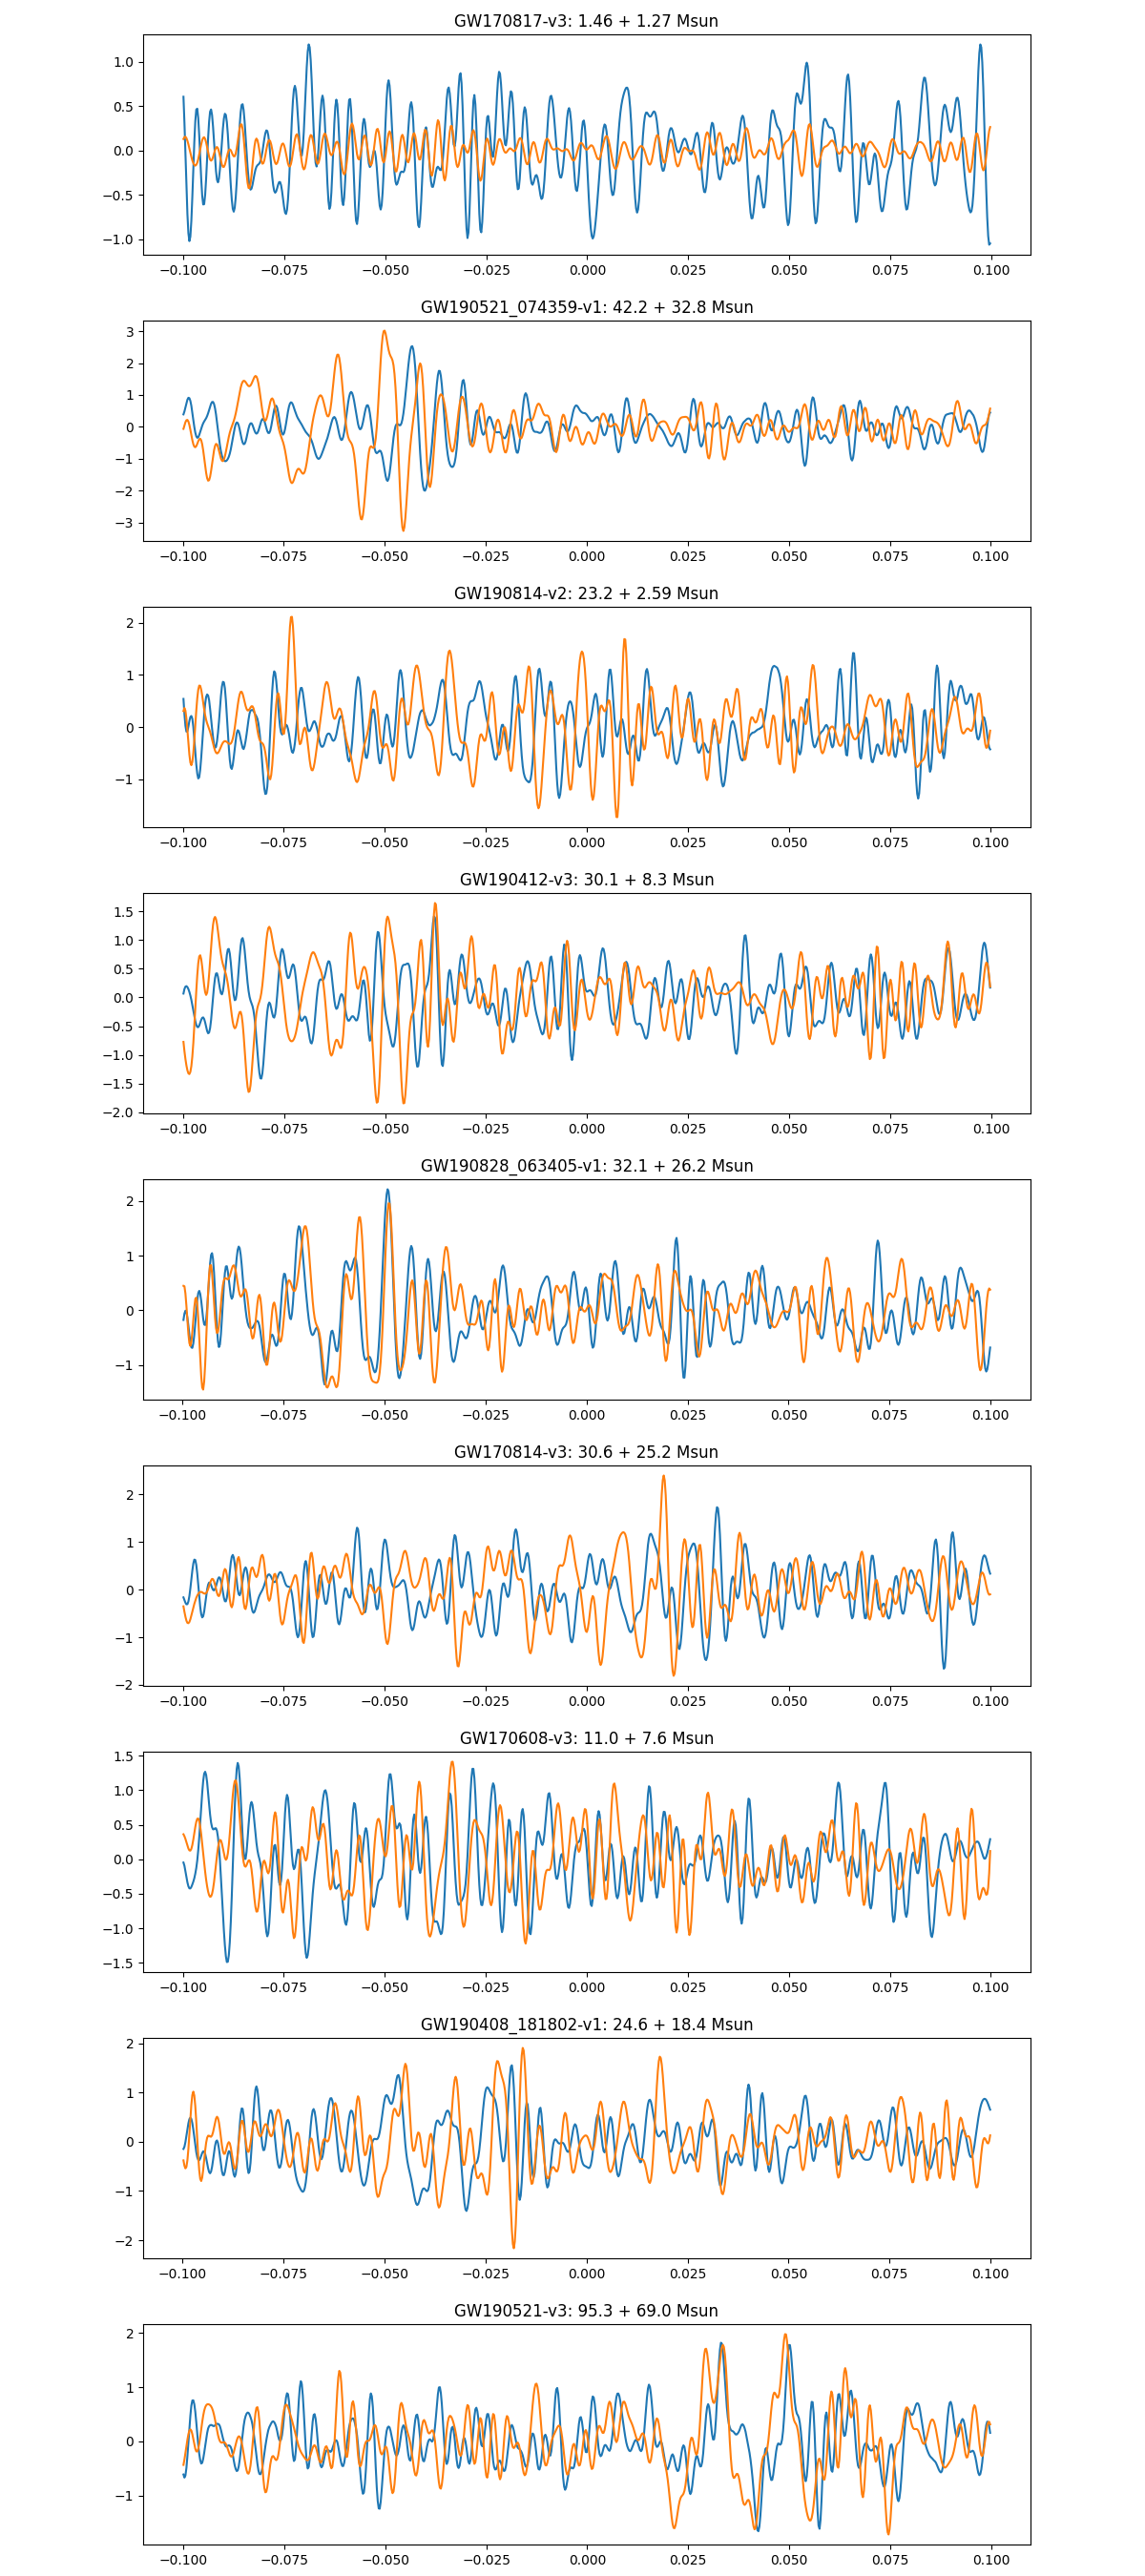 GW170817-v3: 1.46 + 1.27 Msun
1.0
0.5
0.0
−0.5
−1.0
−0.100 −0.075 −0.050 −0.025 0.000 0.025 0.050 0.075 0.100
GW190521_074359-v1: 42.2 + 32.8 Msun
3
2
1
0
−1
−2
−3
−0.100 −0.075 −0.050 −0.025 0.000 0.025 0.050 0.075 0.100
GW190814-v2: 23.2 + 2.59 Msun
2
1
0
−1
−0.100 −0.075 −0.050 −0.025 0.000 0.025 0.050 0.075 0.100
GW190412-v3: 30.1 + 8.3 Msun
1.5
1.0
0.5
0.0
−0.5
−1.0
−1.5
−2.0
−0.100 −0.075 −0.050 −0.025 0.000 0.025 0.050 0.075 0.100
GW190828_063405-v1: 32.1 + 26.2 Msun
2
1
0
−1
−0.100 −0.075 −0.050 −0.025 0.000 0.025 0.050 0.075 0.100
GW170814-v3: 30.6 + 25.2 Msun
2
1
0
−1
−2
−0.100 −0.075 −0.050 −0.025 0.000 0.025 0.050 0.075 0.100
GW170608-v3: 11.0 + 7.6 Msun
1.5
1.0
0.5
0.0
−0.5
−1.0
−1.5
−0.100 −0.075 −0.050 −0.025 0.000 0.025 0.050 0.075 0.100
GW190408_181802-v1: 24.6 + 18.4 Msun
2
1
0
−1
−2
−0.100 −0.075 −0.050 −0.025 0.000 0.025 0.050 0.075 0.100
GW190521-v3: 95.3 + 69.0 Msun
2
1
0
−1
−0.100 −0.075 −0.050 −0.025 0.000 0.025 0.050 0.075 0.100